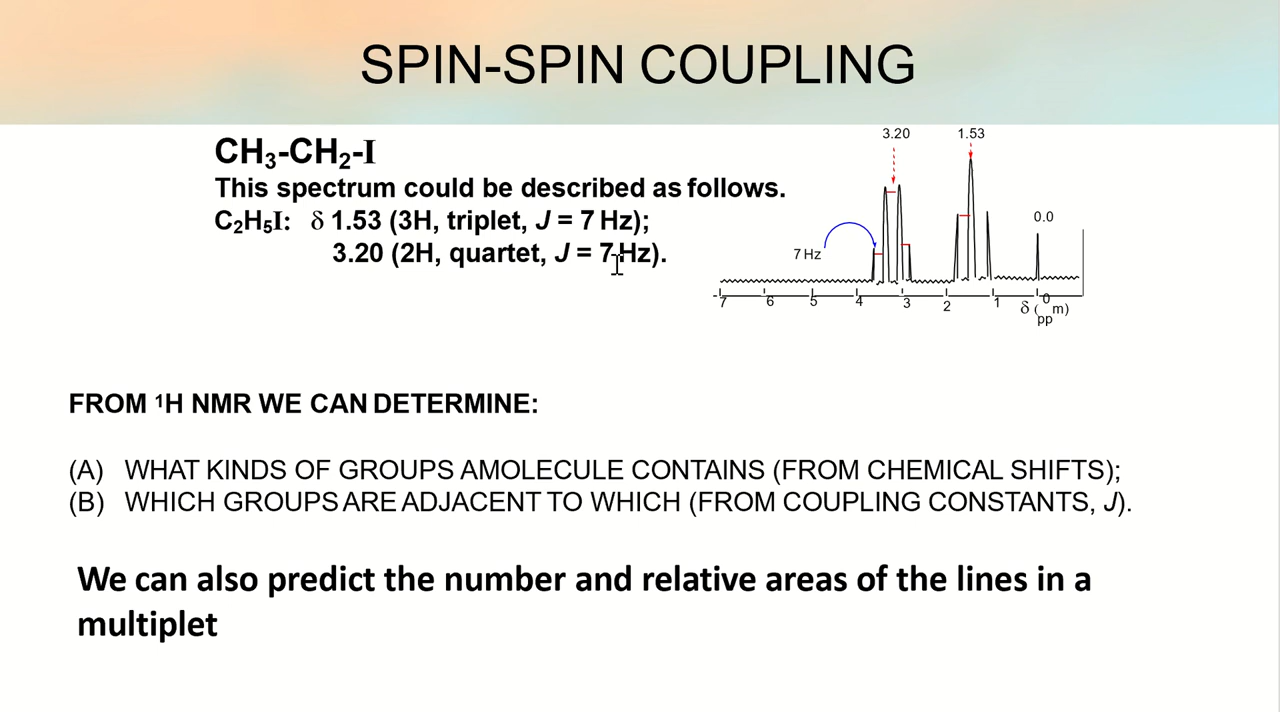 SPIN-SPIN COUPLING
CH₃-CH₂-I
This spectrum could be described as follows.
C₂H₅I: δ 1.53 (3H, triplet, J = 7 Hz);
3.20 (2H, quartet, J = 7 Hz).
3.20 1.53
0.0
7 Hz
7 6 5 4 3 2 1 0
δ (ppm)
FROM ¹H NMR WE CAN DETERMINE:
(A) WHAT KINDS OF GROUPS AMOLECULE CONTAINS (FROM CHEMICAL SHIFTS);
(B) WHICH GROUPS ARE ADJACENT TO WHICH (FROM COUPLING CONSTANTS, J).
We can also predict the number and relative areas of the lines in a
multiplet